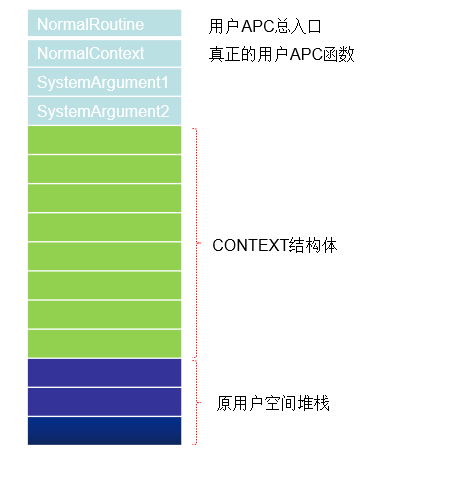 NormalRoutine 用户APC总入口
NormalContext 真正的用户APC函数
SystemArgument1
SystemArgument2
CONTEXT结构体
原用户空间堆栈